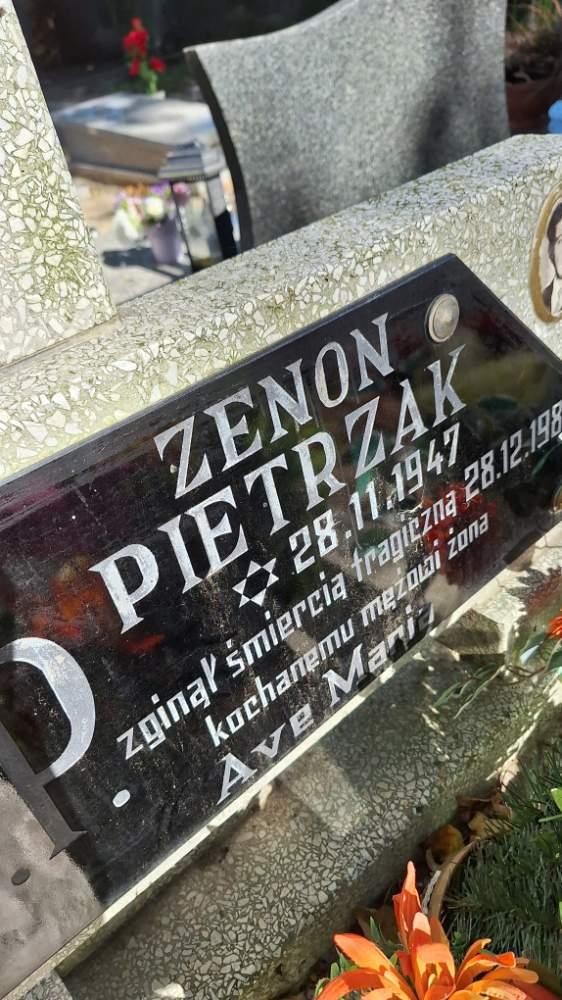 ZENON
PIETRZAK
28.11.1947
zginął śmiercią tragiczną 28.12.198
kochanemu mężowi żona
Ave Maria
P.